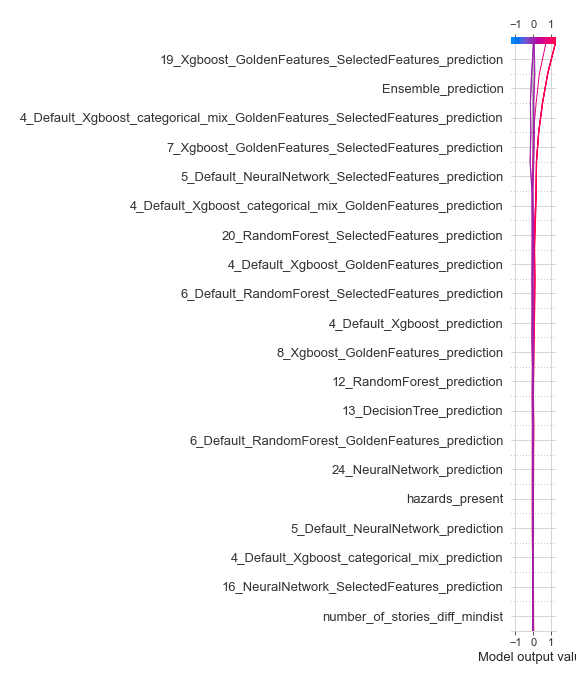 −1 0 1
19_Xgboost_GoldenFeatures_SelectedFeatures_prediction
Ensemble_prediction
4_Default_Xgboost_categorical_mix_GoldenFeatures_SelectedFeatures_prediction
7_Xgboost_GoldenFeatures_SelectedFeatures_prediction
5_Default_NeuralNetwork_SelectedFeatures_prediction
4_Default_Xgboost_categorical_mix_GoldenFeatures_prediction
20_RandomForest_SelectedFeatures_prediction
4_Default_Xgboost_GoldenFeatures_prediction
6_Default_RandomForest_SelectedFeatures_prediction
4_Default_Xgboost_prediction
8_Xgboost_GoldenFeatures_prediction
12_RandomForest_prediction
13_DecisionTree_prediction
6_Default_RandomForest_GoldenFeatures_prediction
24_NeuralNetwork_prediction
hazards_present
5_Default_NeuralNetwork_prediction
4_Default_Xgboost_categorical_mix_prediction
16_NeuralNetwork_SelectedFeatures_prediction
number_of_stories_diff_mindist
−1 0 1
Model output valu